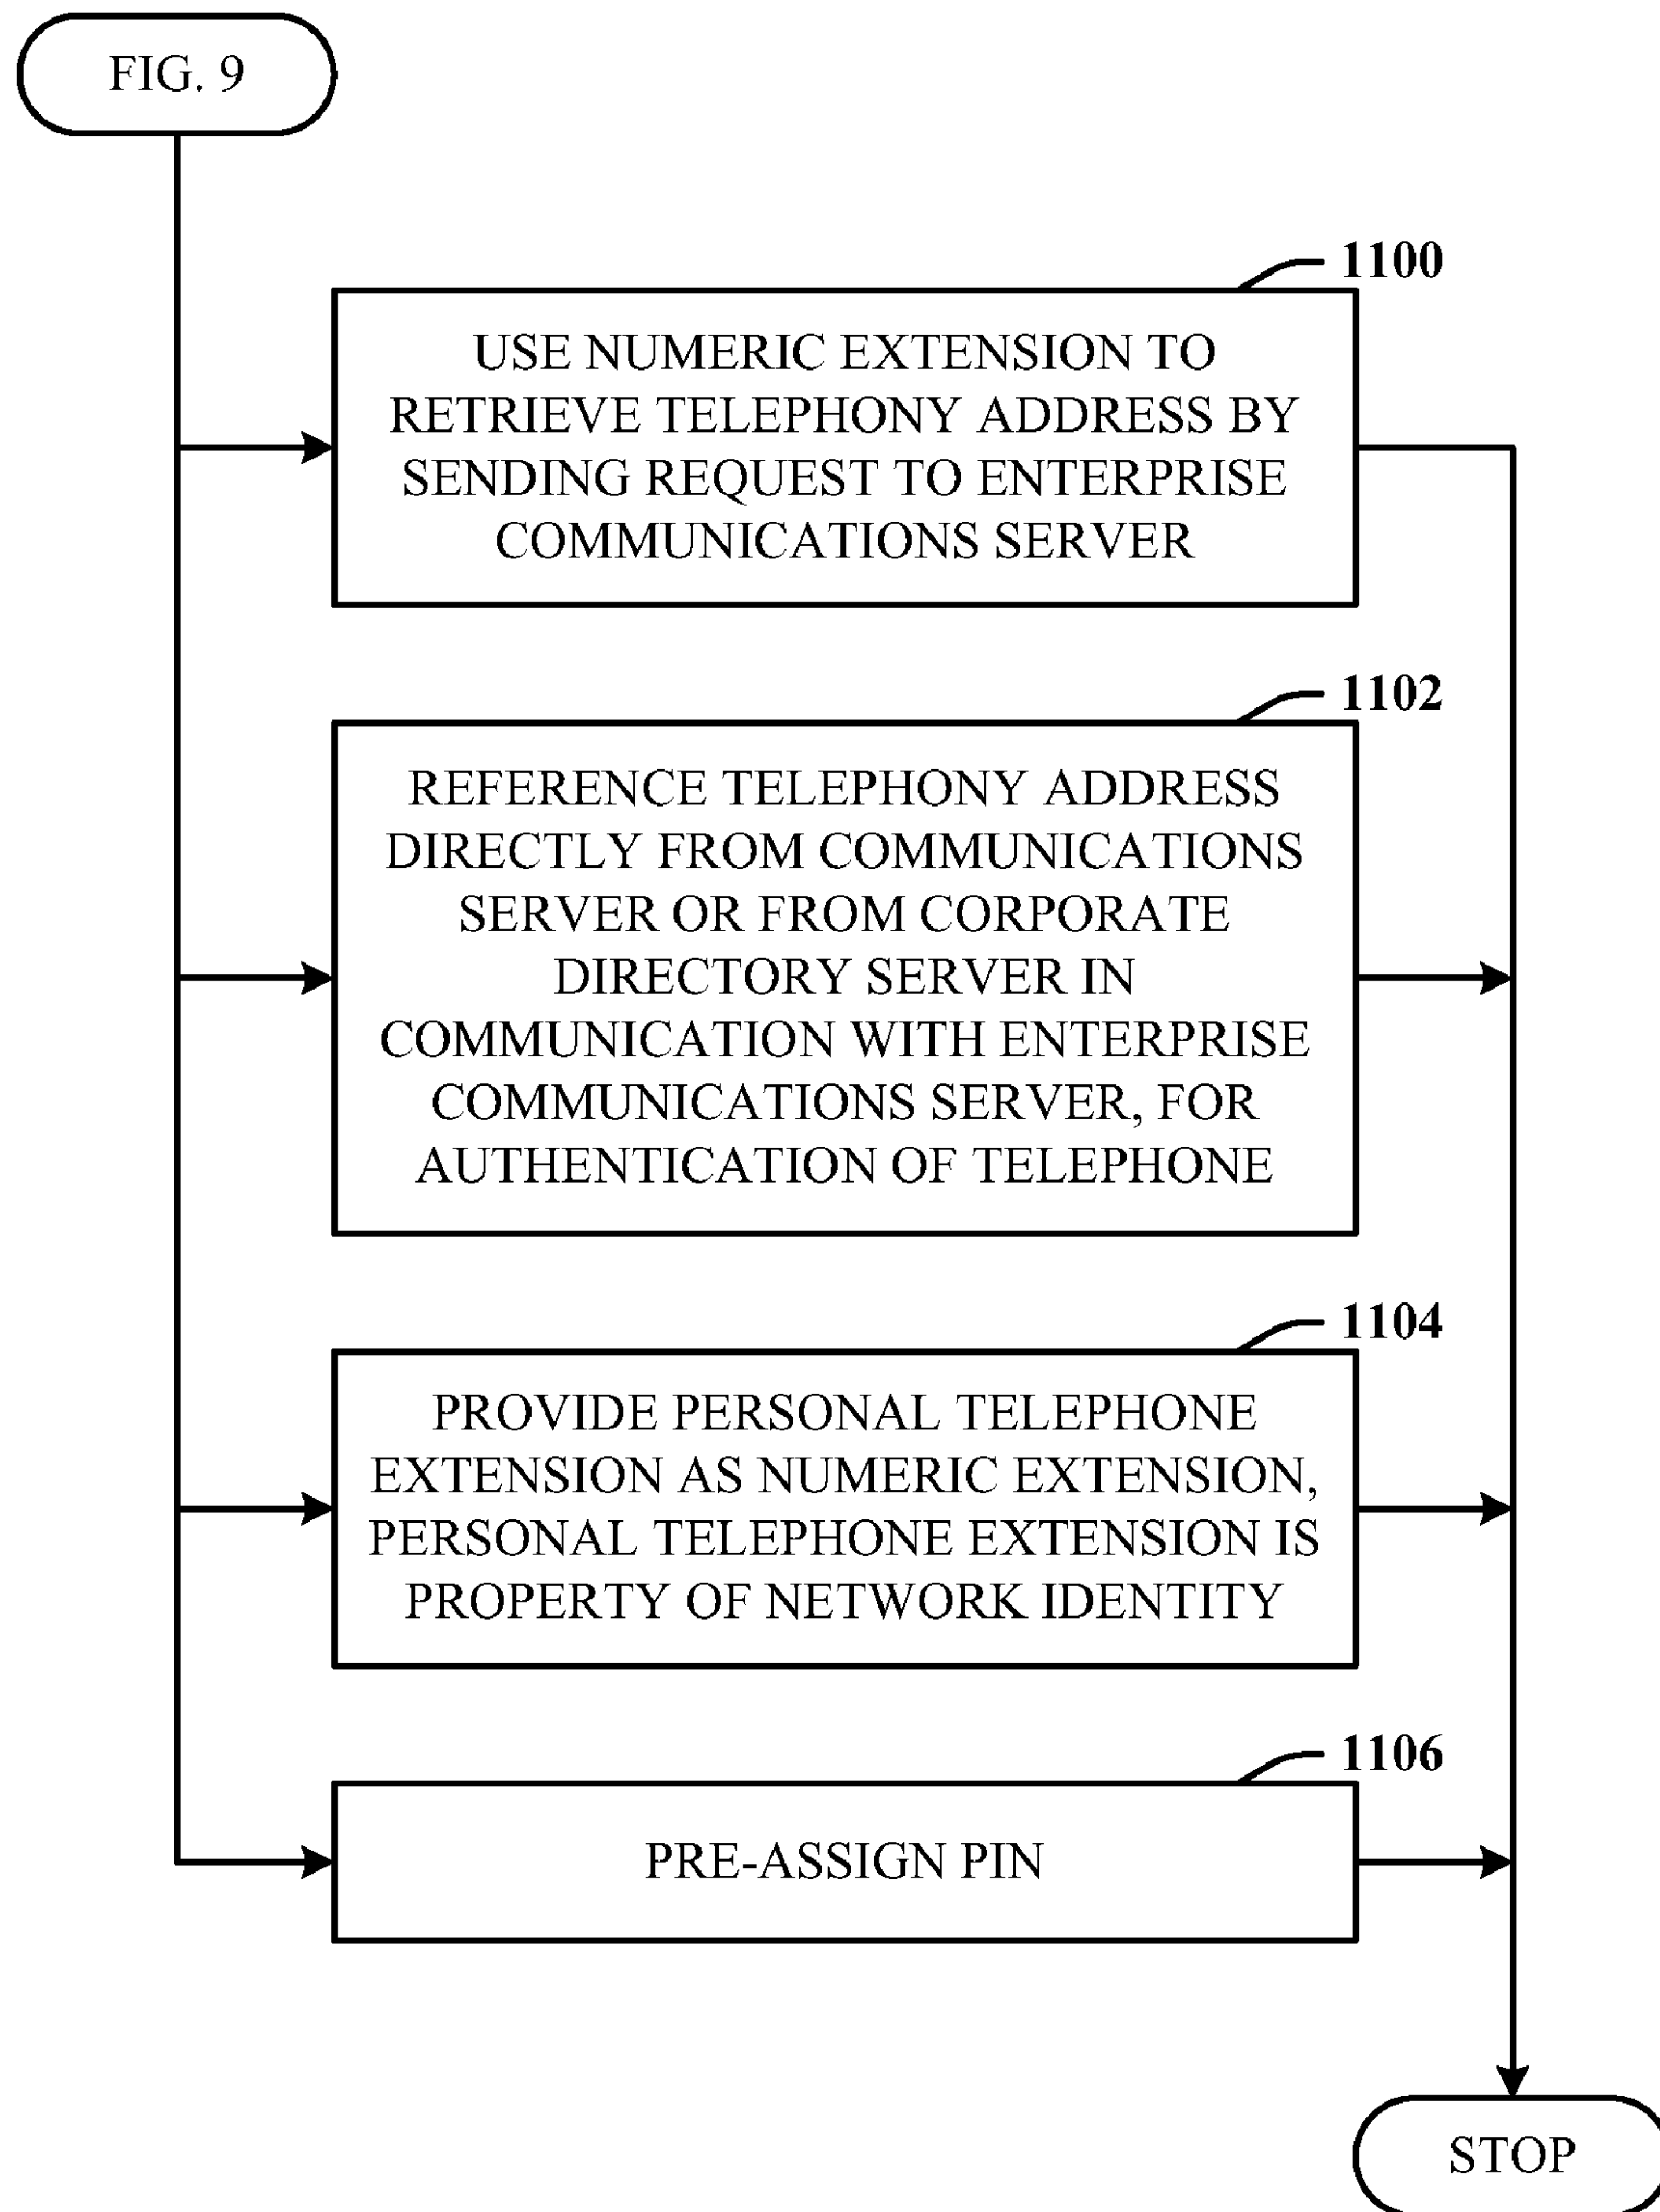 FIG. 9
1100
USE NUMERIC EXTENSION TO
RETRIEVE TELEPHONY ADDRESS BY
SENDING REQUEST TO ENTERPRISE
COMMUNICATIONS SERVER
1102
REFERENCE TELEPHONY ADDRESS
DIRECTLY FROM COMMUNICATIONS
SERVER OR FROM CORPORATE
DIRECTORY SERVER IN
COMMUNICATION WITH ENTERPRISE
COMMUNICATIONS SERVER, FOR
AUTHENTICATION OF TELEPHONE
1104
PROVIDE PERSONAL TELEPHONE
EXTENSION AS NUMERIC EXTENSION,
PERSONAL TELEPHONE EXTENSION IS
PROPERTY OF NETWORK IDENTITY
1106
PRE-ASSIGN PIN
STOP